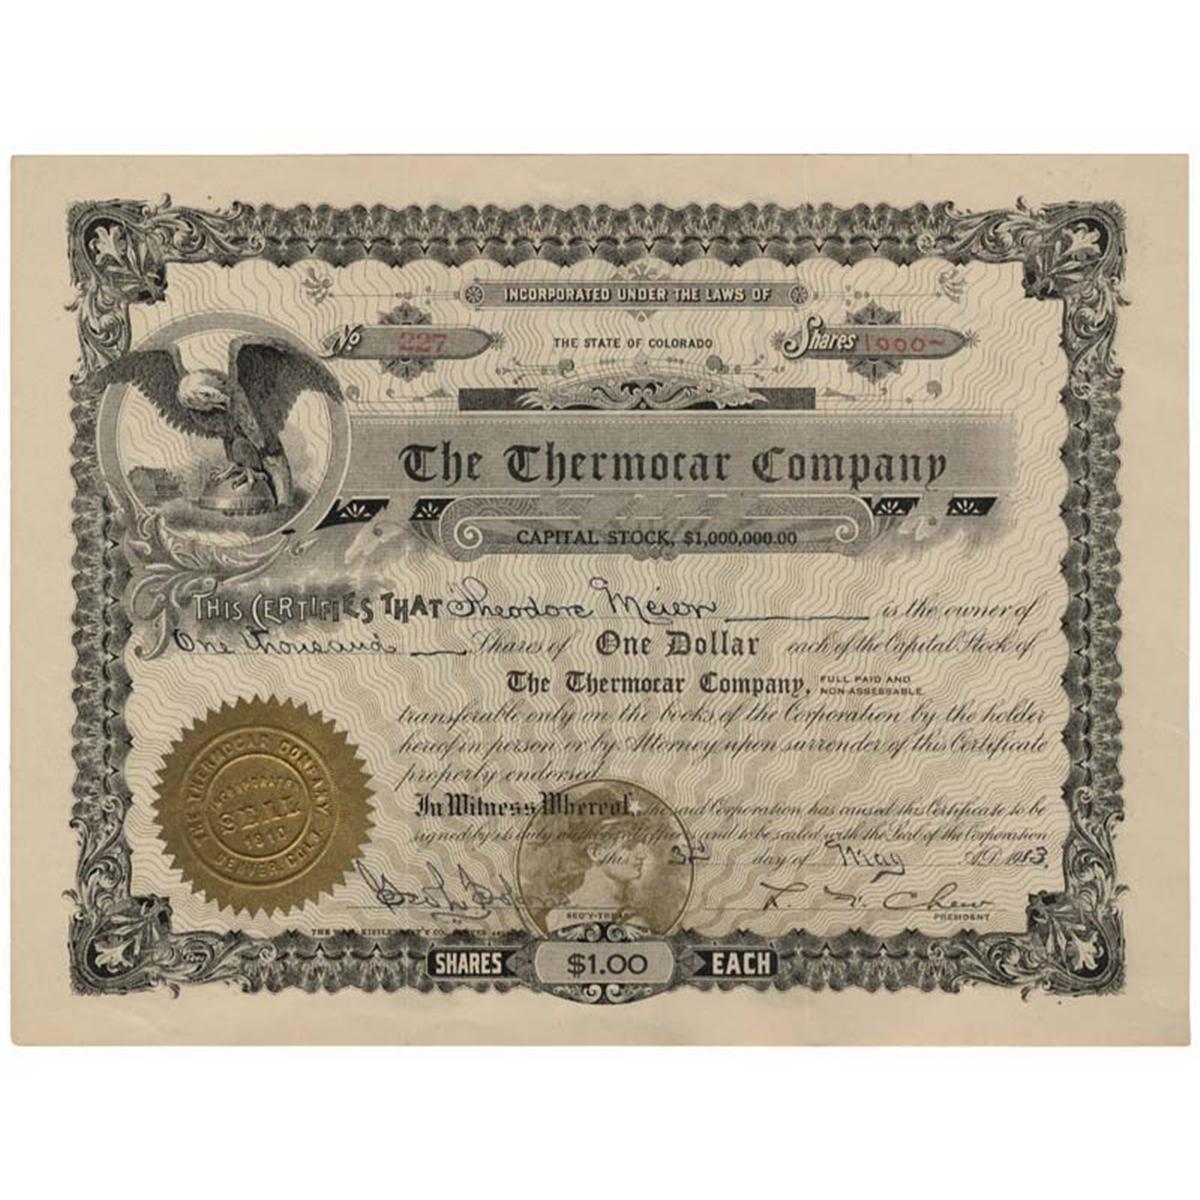 INCORPORATED UNDER THE LAWS OF
No 227
THE STATE OF COLORADO
Shares 1000~
The Thermocar Company
CAPITAL STOCK, $1,000,000.00
THIS CERTIFIES THAT Theodore Meier is the owner of
One thousand Shares of One Dollar each of the Capital Stock of
The Thermocar Company, FULL PAID AND
NON-ASSESSABLE.
transferable only on the books of the Corporation by the holder
hereof in person or by Attorney upon surrender of this Certificate
properly endorsed.
In Witness Whereof, the said Corporation has caused this Certificate to be
signed by its duly authorized officers and to be sealed with the Seal of the Corporation
this 3rd day of May A.D. 1913.
THE THERMOCAR COMPANY
INCORPORATED
SEAL
1910
DENVER, COLO.
Geo L
L. F. Chew
SEC'Y-TREAS.
PRESIDENT
SHARES $1.00 EACH